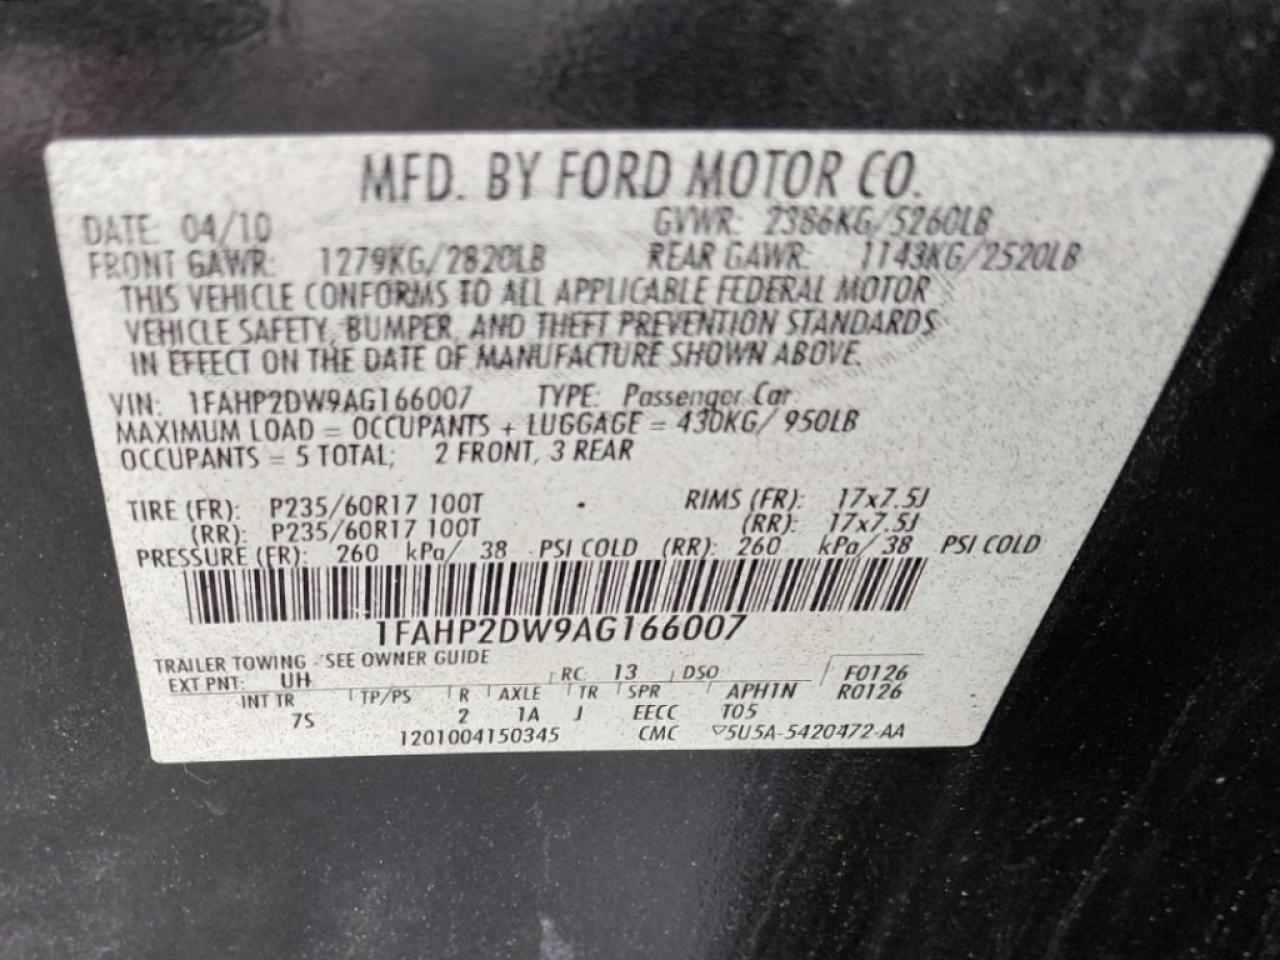 MFD. BY FORD MOTOR CO.
DATE: 04/10 GVWR: 2386KG/5260LB
FRONT GAWR: 1279KG/2820LB REAR GAWR: 1143KG/2520LB
THIS VEHICLE CONFORMS TO ALL APPLICABLE FEDERAL MOTOR
VEHICLE SAFETY, BUMPER, AND THEFT PREVENTION STANDARDS
IN EFFECT ON THE DATE OF MANUFACTURE SHOWN ABOVE.
VIN: 1FAHP2DW9AG166007 TYPE: Passenger Car
MAXIMUM LOAD = OCCUPANTS + LUGGAGE = 430KG/ 950LB
OCCUPANTS = 5 TOTAL; 2 FRONT, 3 REAR
TIRE (FR): P235/60R17 100T RIMS (FR): 17x7.5J
(RR): P235/60R17 100T (RR): 17x7.5J
PRESSURE (FR): 260 kPa/ 38 PSI COLD (RR): 260 kPa/ 38 PSI COLD
1FAHP2DW9AG166007
TRAILER TOWING - SEE OWNER GUIDE
EXT PNT: UH RC: 13 DSO F0126
INT TR TP/PS R AXLE TR SPR APH1N R0126
7S 2 1A J EECC T05
1201004150345 CMC ▽5U5A-5420472-AA